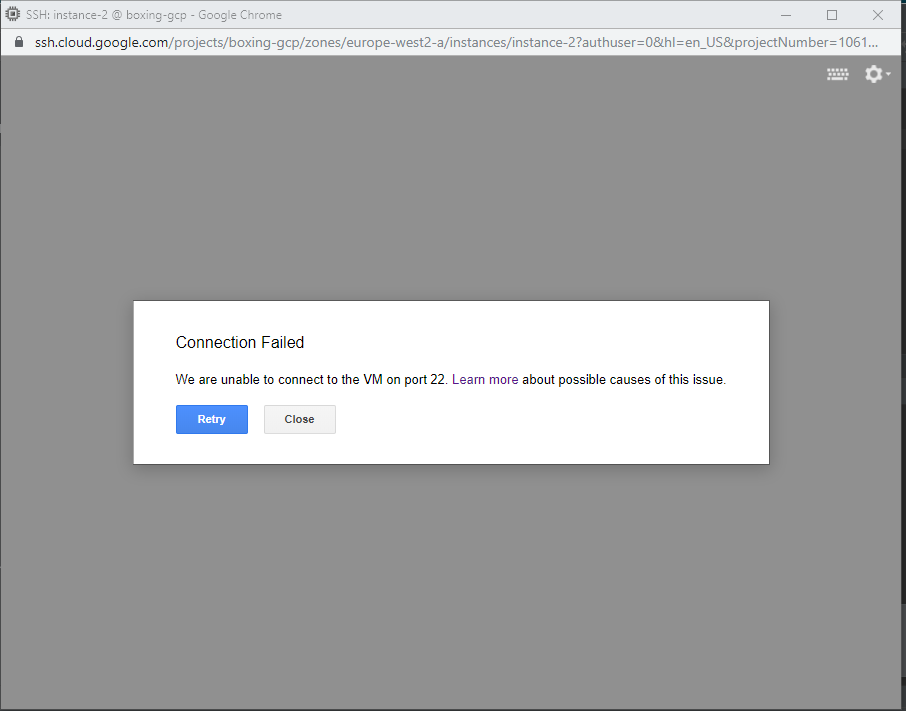 SSH: instance-2 @ boxing-gcp - Google Chrome
ssh.cloud.google.com/projects/boxing-gcp/zones/europe-west2-a/instances/instance-2?authuser=0&hl=en_US&projectNumber=1061...
Connection Failed
We are unable to connect to the VM on port 22. Learn more about possible causes of this issue.
Retry Close